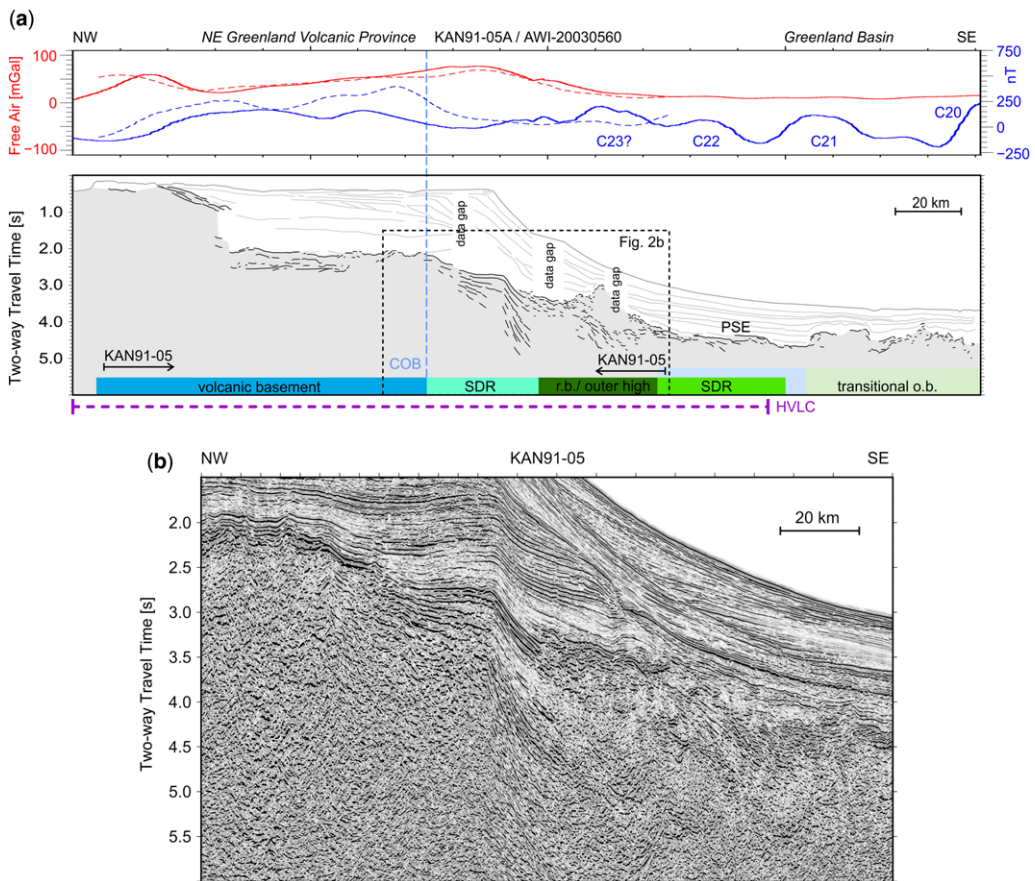 (a)
NW NE Greenland Volcanic Province KAN91-05A / AWI-20030560 Greenland Basin SE
Free Air [mGal]
100
0
−100
750
500
250
0
−250
nT
C23? C22 C21 C20
Two-way Travel Time [s]
1.0
2.0
3.0
4.0
5.0
data gap
data gap
data gap
Fig. 2b
20 km
PSE
KAN91-05
COB
KAN91-05
volcanic basement SDR r.b./ outer high SDR transitional o.b.
HVLC
(b)
NW KAN91-05 SE
Two-way Travel Time [s]
2.0
2.5
3.0
3.5
4.0
4.5
5.0
5.5
20 km